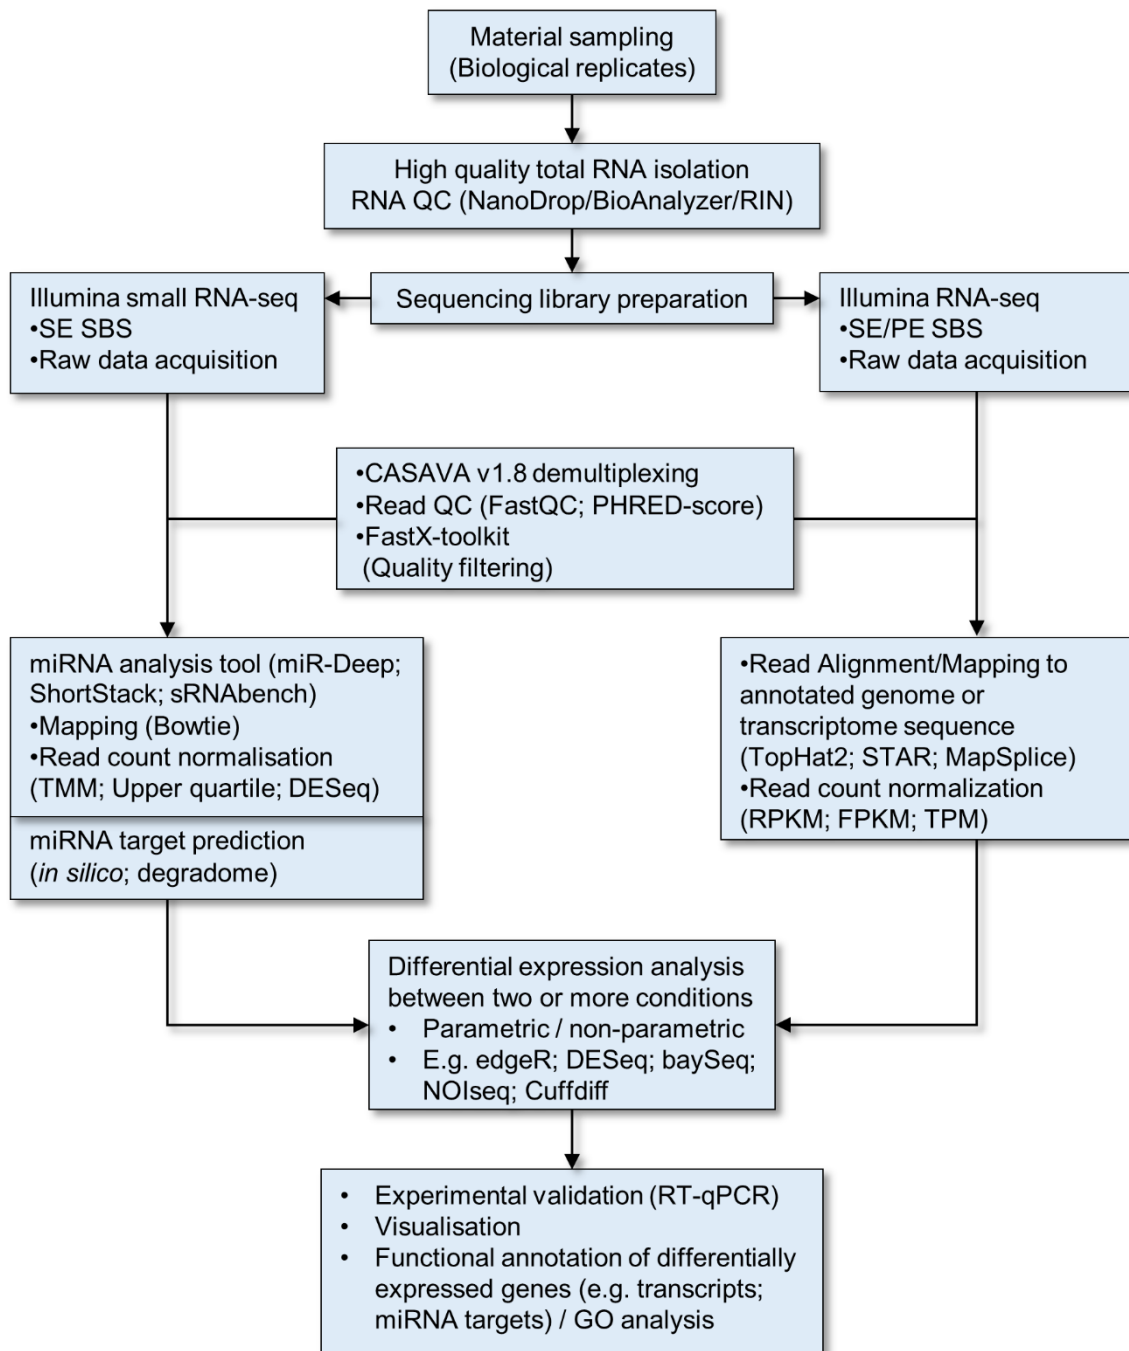 Material sampling
(Biological replicates)
High quality total RNA isolation
RNA QC (NanoDrop/BioAnalyzer/RIN)
Illumina small RNA-seq
•SE SBS
•Raw data acquisition
Sequencing library preparation
Illumina RNA-seq
•SE/PE SBS
•Raw data acquisition
•CASAVA v1.8 demultiplexing
•Read QC (FastQC; PHRED-score)
•FastX-toolkit
(Quality filtering)
miRNA analysis tool (miR-Deep;
ShortStack; sRNAbench)
•Mapping (Bowtie)
•Read count normalisation
(TMM; Upper quartile; DESeq)
miRNA target prediction
(in silico; degradome)
•Read Alignment/Mapping to
annotated genome or
transcriptome sequence
(TopHat2; STAR; MapSplice)
•Read count normalization
(RPKM; FPKM; TPM)
Differential expression analysis
between two or more conditions
• Parametric / non-parametric
• E.g. edgeR; DESeq; baySeq;
NOIseq; Cuffdiff
• Experimental validation (RT-qPCR)
• Visualisation
• Functional annotation of differentially
expressed genes (e.g. transcripts;
miRNA targets) / GO analysis